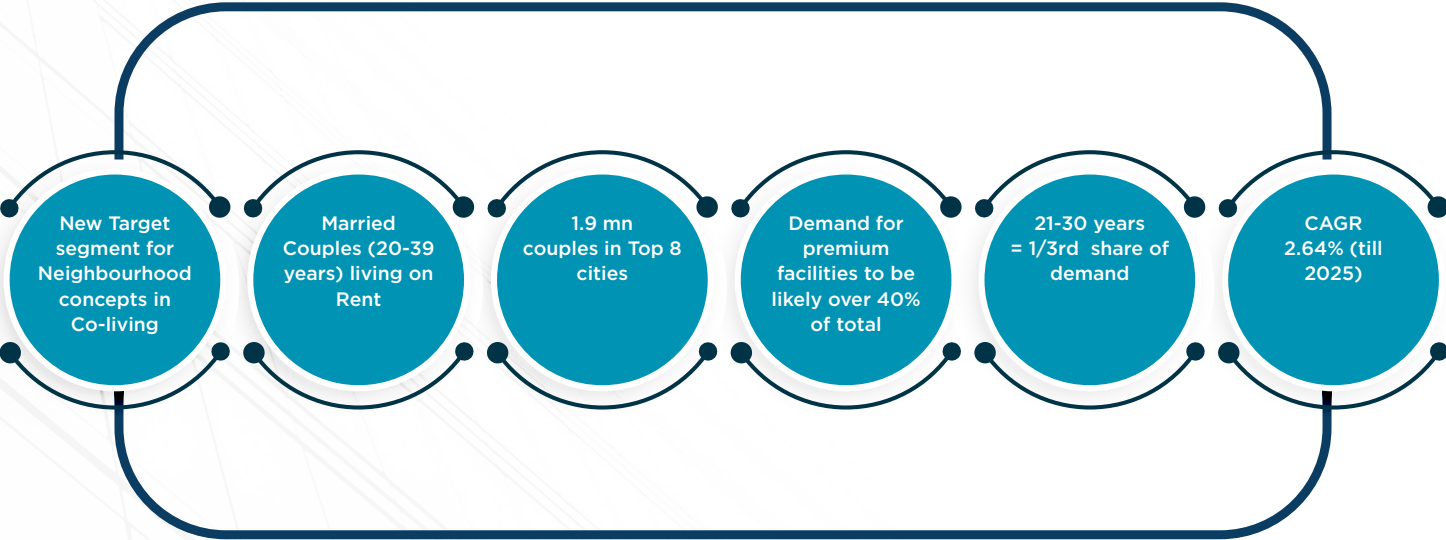 New Target
segment for
Neighbourhood
concepts in
Co-living
Married
Couples (20-39
years) living on
Rent
1.9 mn
couples in Top 8
cities
Demand for
premium
facilities to be
likely over 40%
of total
21-30 years
= 1/3rd share of
demand
CAGR
2.64% (till
2025)